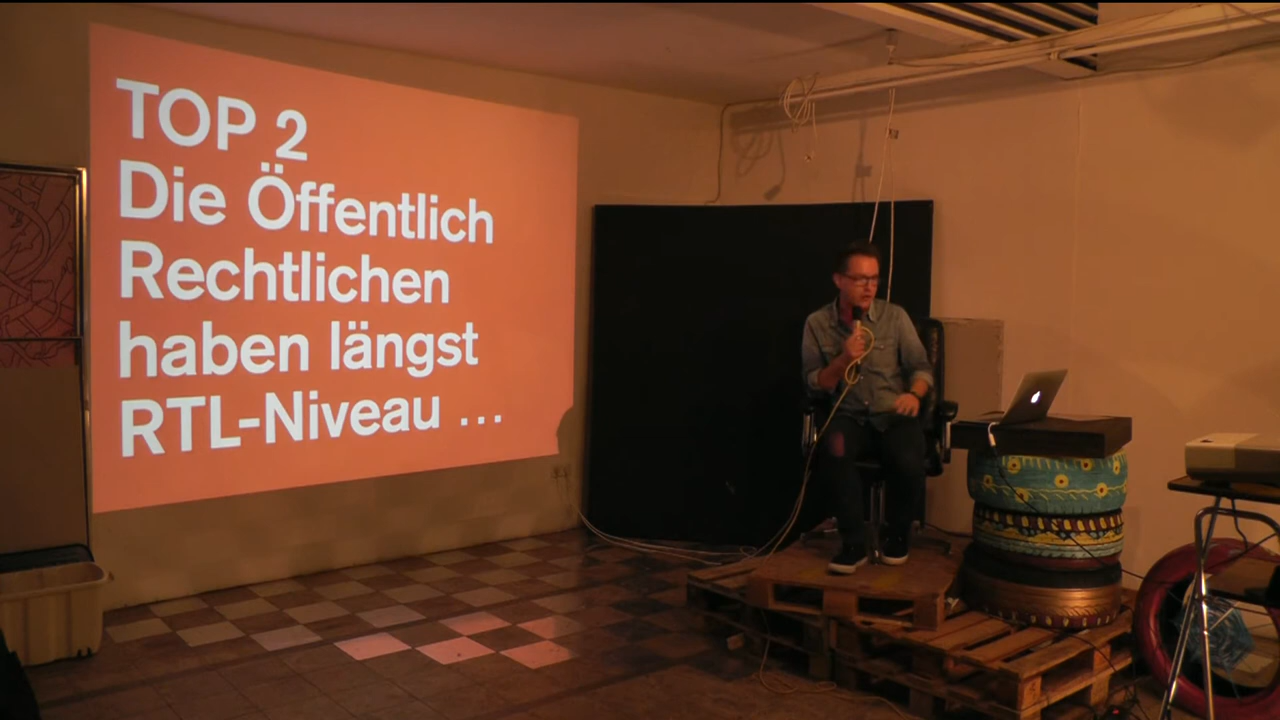 TOP 2
Die Öffentlich
Rechtlichen
haben längst
RTL-Niveau ...